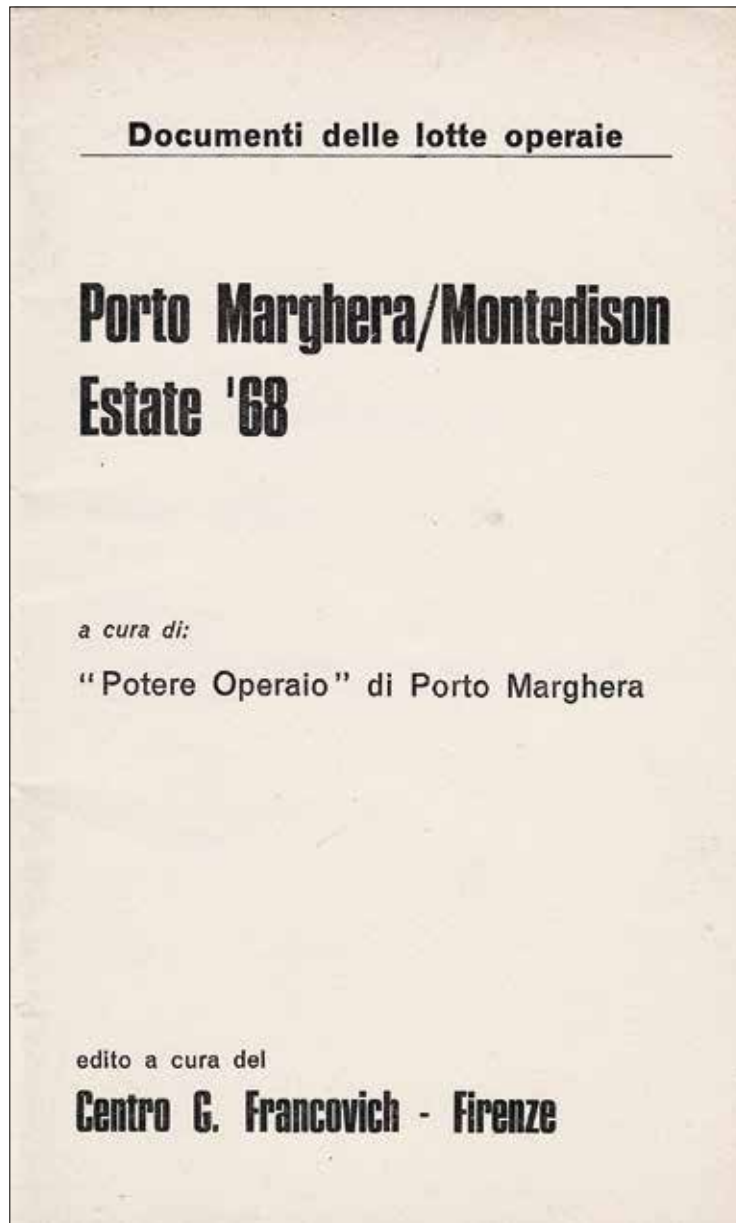 Documenti delle lotte operaie
Porto Marghera/Montedison
Estate '68
a cura di:
"Potere Operaio" di Porto Marghera
edito a cura del
Centro G. Francovich - Firenze